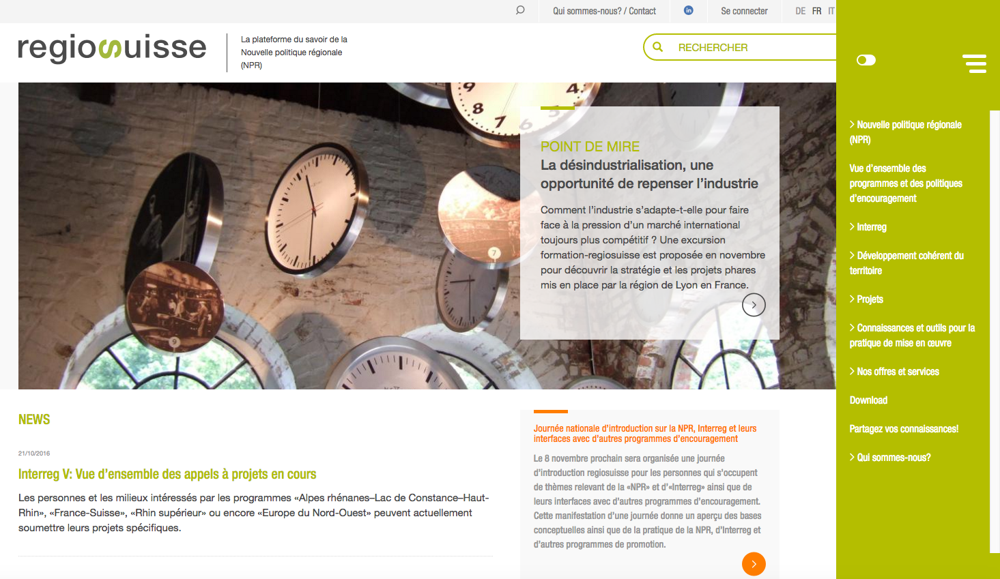 Qui sommes-nous? / Contact
in
Se connecter
DE FR IT
regiosuisse
La plateforme du savoir de la
Nouvelle politique régionale
(NPR)
RECHERCHER
POINT DE MIRE
La désindustrialisation, une
opportunité de repenser l’industrie
Comment l’industrie s’adapte-t-elle pour faire
face à la pression d’un marché international
toujours plus compétitif ? Une excursion
formation-regiosuisse est proposée en novembre
pour découvrir la stratégie et les projets phares
mis en place par la région de Lyon en France.
9
4
7
6
5
7
9
NEWS
21/10/2016
Interreg V: Vue d’ensemble des appels à projets en cours
Les personnes et les milieux intéressés par les programmes «Alpes rhénanes–Lac de Constance–Haut-
Rhin», «France-Suisse», «Rhin supérieur» ou encore «Europe du Nord-Ouest» peuvent actuellement
soumettre leurs projets spécifiques.
Journée nationale d’introduction sur la NPR, Interreg et leurs
interfaces avec d’autres programmes d’encouragement
Le 8 novembre prochain sera organisée une journée
d’introduction regiosuisse pour les personnes qui s’occupent
de thèmes relevant de la «NPR» et d’«Interreg» ainsi que de
leurs interfaces avec d’autres programmes d’encouragement.
Cette manifestation d’une journée donne un aperçu des bases
conceptuelles ainsi que de la pratique de la NPR, d’Interreg et
d’autres programmes de promotion.
Nouvelle politique régionale
(NPR)
Vue d’ensemble des
programmes et des politiques
d’encouragement
Interreg
Développement cohérent du
territoire
Projets
Connaissances et outils pour la
pratique de mise en œuvre
Nos offres et services
Download
Partagez vos connaissances!
Qui sommes-nous?